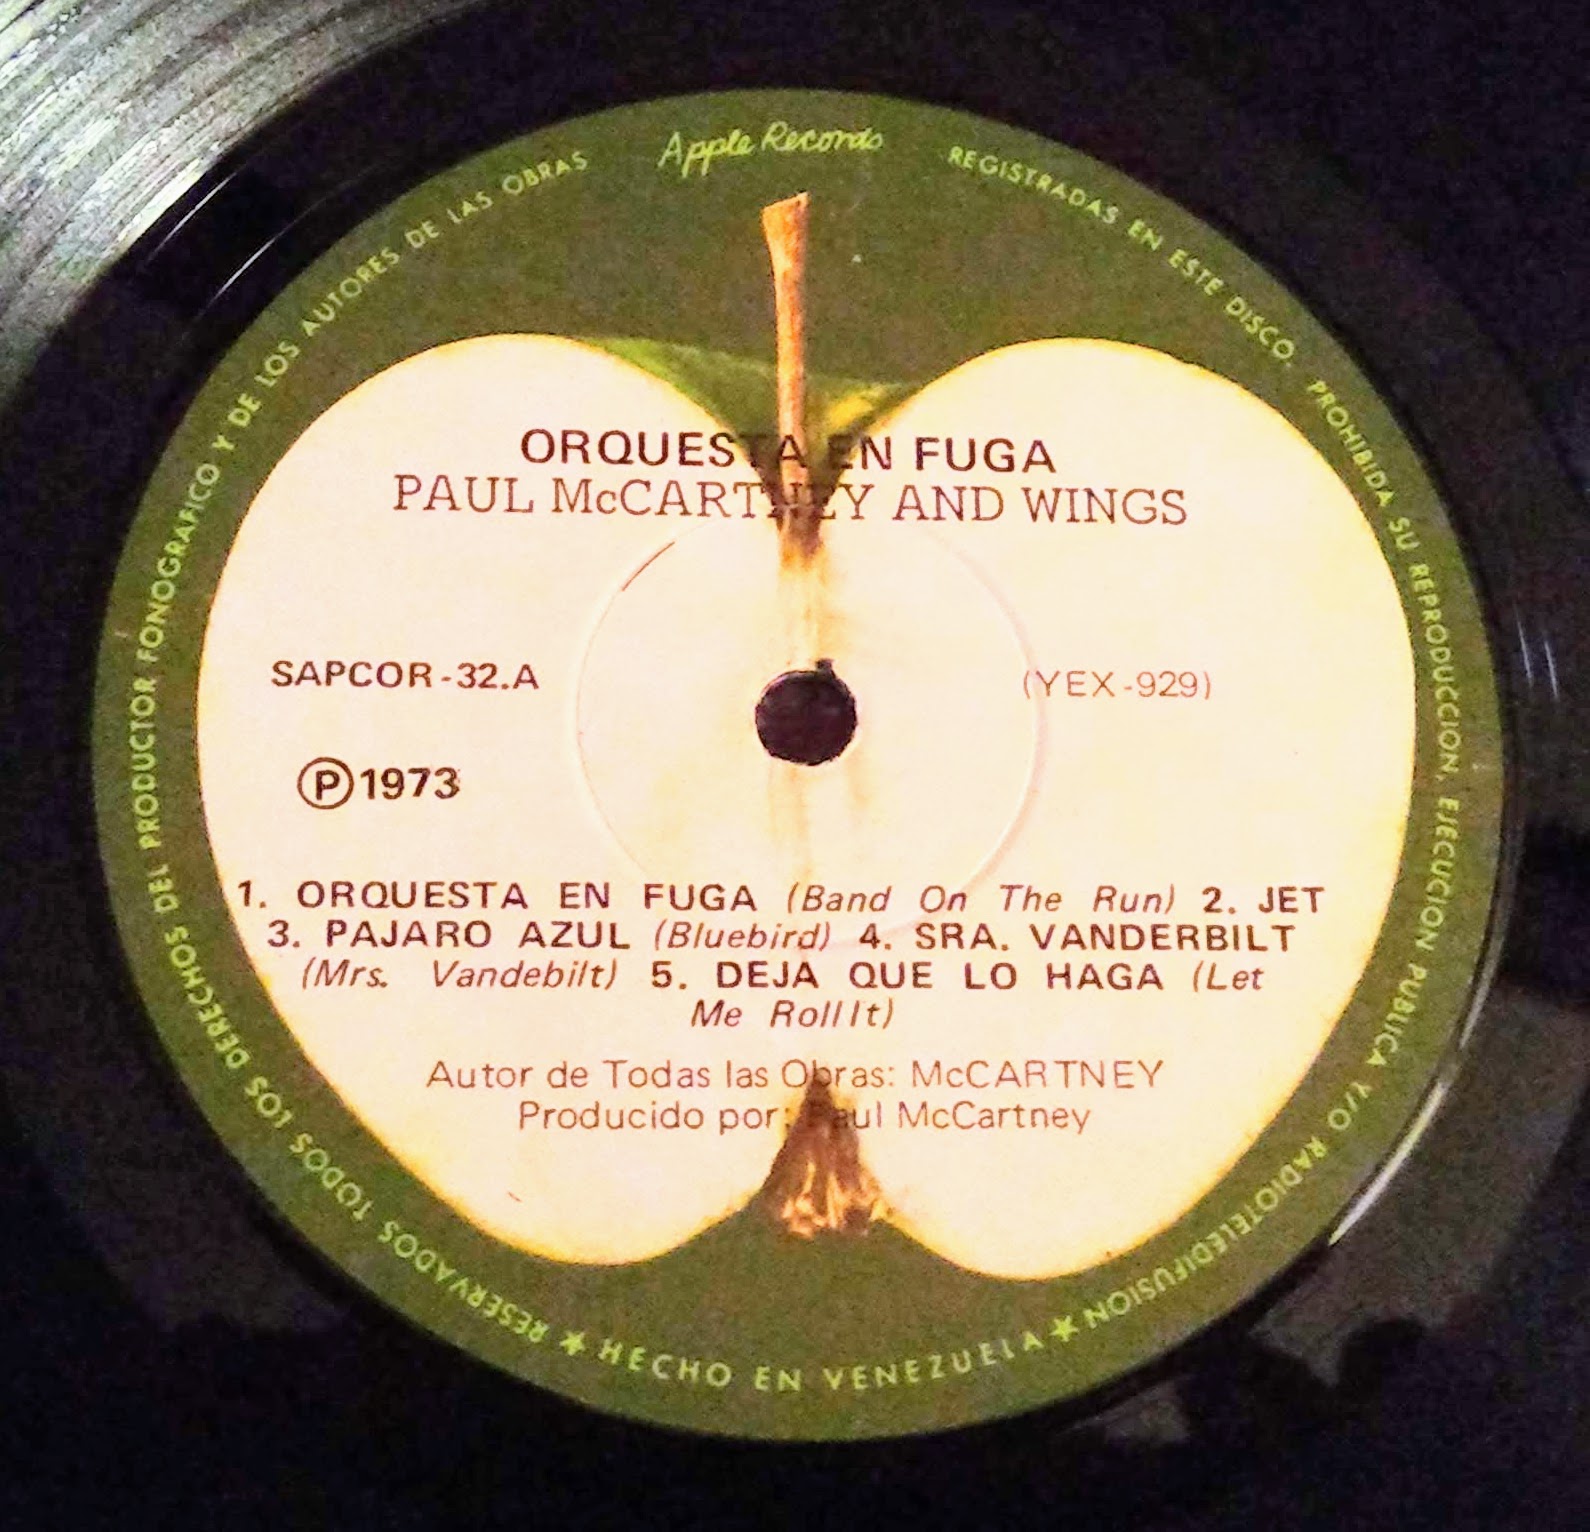 Apple Records
ORQUESTA EN FUGA
PAUL McCARTNEY AND WINGS
SAPCOR-32.A
(YEX-929)
Ⓟ1973
1. ORQUESTA EN FUGA (Band On The Run) 2. JET
3. PAJARO AZUL (Bluebird) 4. SRA. VANDERBILT
(Mrs. Vandebilt) 5. DEJA QUE LO HAGA (Let
Me Roll It)
Autor de Todas las Obras: McCARTNEY
Producido por: Paul McCartney
RESERVADOS TODOS LOS DERECHOS DEL PRODUCTOR FONOGRAFICO Y DE LOS AUTORES DE LAS OBRAS REGISTRADAS EN ESTE DISCO. PROHIBIDA SU REPRODUCCION, EJECUCION PUBLICA Y/O RADIOTELEDIFUSION
★ HECHO EN VENEZUELA ★